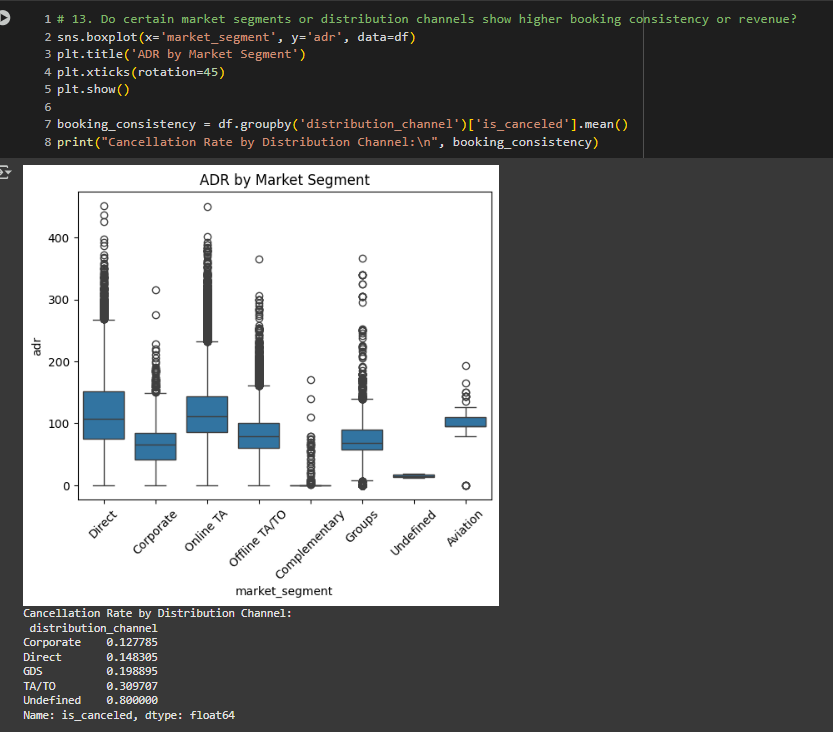 1 # 13. Do certain market segments or distribution channels show higher booking consistency or revenue?
2 sns.boxplot(x='market_segment', y='adr', data=df)
3 plt.title('ADR by Market Segment')
4 plt.xticks(rotation=45)
5 plt.show()
6
7 booking_consistency = df.groupby('distribution_channel')['is_canceled'].mean()
8 print("Cancellation Rate by Distribution Channel:\n", booking_consistency)
ADR by Market Segment
400
300
200
100
0
adr
Direct
Corporate
Online TA
Offline TA/TO
Complementary
Groups
Undefined
Aviation
market_segment
Cancellation Rate by Distribution Channel:
distribution_channel
Corporate 0.127785
Direct 0.148305
GDS 0.198895
TA/TO 0.309707
Undefined 0.800000
Name: is_canceled, dtype: float64